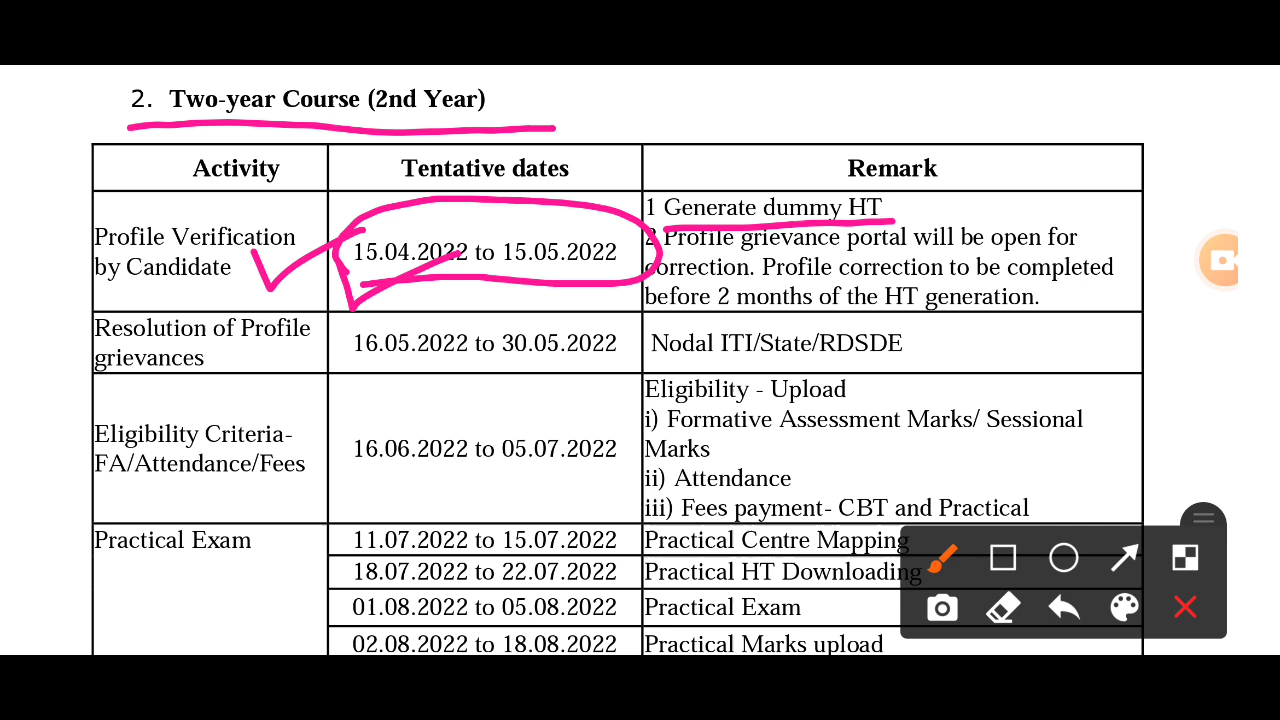 2. Two-year Course (2nd Year)
Activity Tentative dates Remark
Profile Verification by Candidate
15.04.2022 to 15.05.2022
1 Generate dummy HT
2 Profile grievance portal will be open for
correction. Profile correction to be completed
before 2 months of the HT generation.
Resolution of Profile
grievances
16.05.2022 to 30.05.2022
Nodal ITI/State/RDSDE
Eligibility Criteria-
FA/Attendance/Fees
16.06.2022 to 05.07.2022
Eligibility - Upload
i) Formative Assessment Marks/ Sessional
Marks
ii) Attendance
iii) Fees payment- CBT and Practical
Practical Exam
11.07.2022 to 15.07.2022 Practical Centre Mapping
18.07.2022 to 22.07.2022 Practical HT Downloading
01.08.2022 to 05.08.2022 Practical Exam
02.08.2022 to 18.08.2022 Practical Marks upload